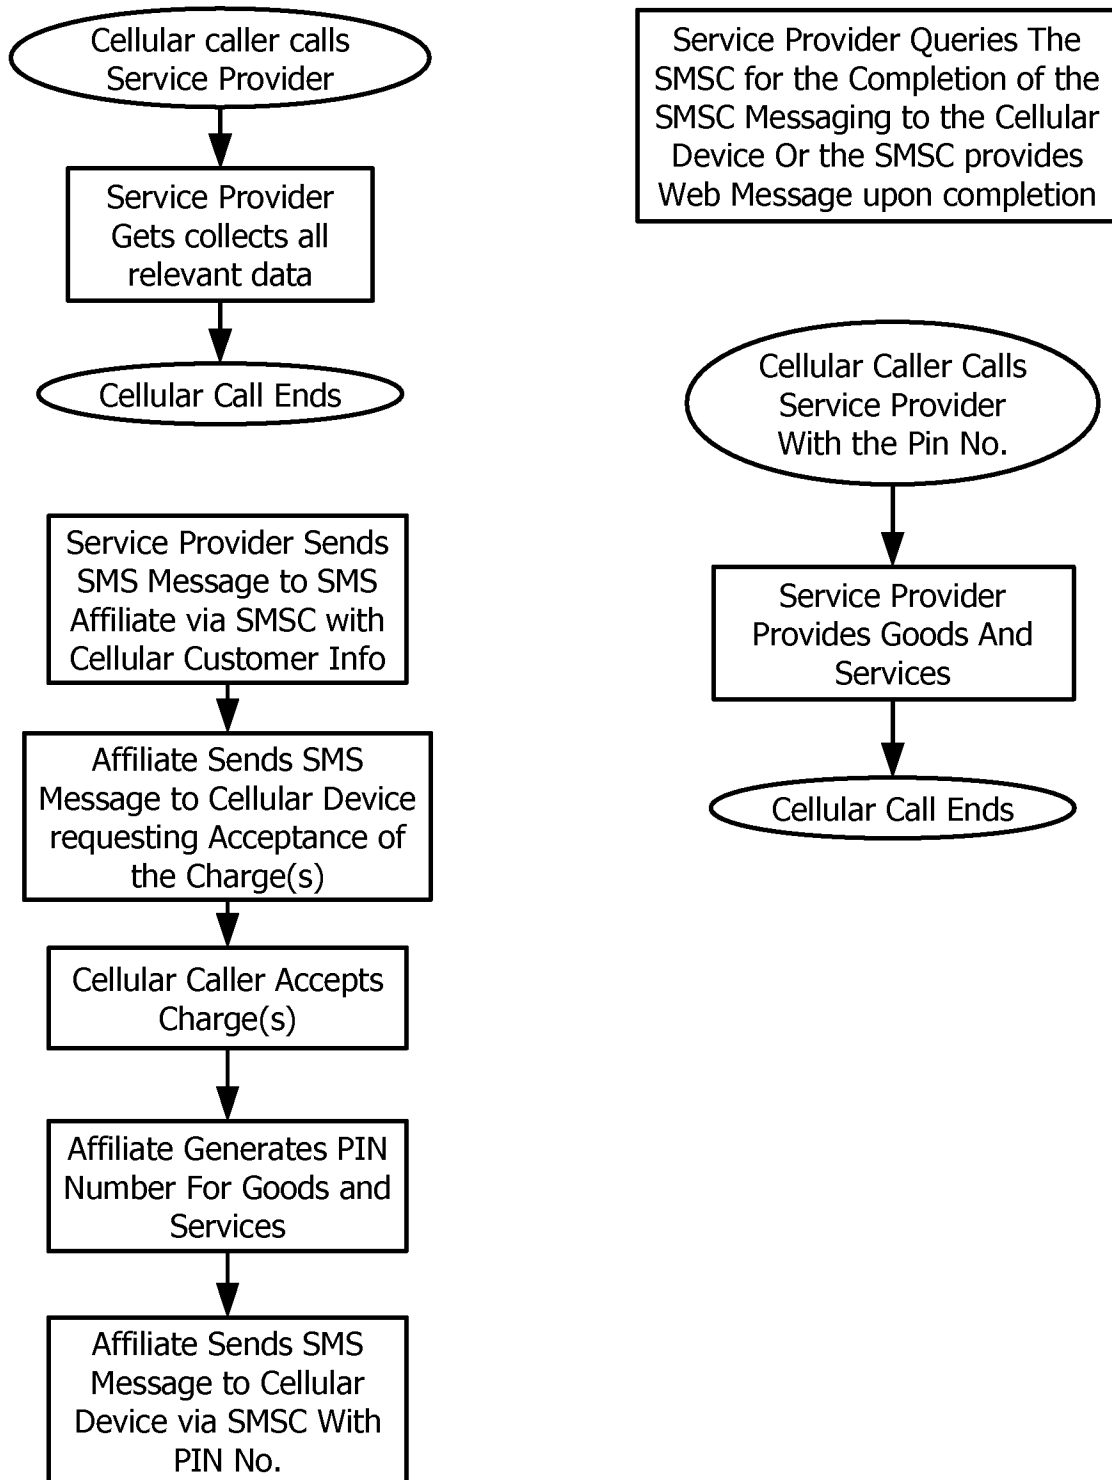 Cellular caller calls
Service Provider
Service Provider
Gets collects all
relevant data
Cellular Call Ends
Service Provider Sends
SMS Message to SMS
Affiliate via SMSC with
Cellular Customer Info
Affiliate Sends SMS
Message to Cellular Device
requesting Acceptance of
the Charge(s)
Cellular Caller Accepts
Charge(s)
Affiliate Generates PIN
Number For Goods and
Services
Affiliate Sends SMS
Message to Cellular
Device via SMSC With
PIN No.
Service Provider Queries The
SMSC for the Completion of the
SMSC Messaging to the Cellular
Device Or the SMSC provides
Web Message upon completion
Cellular Caller Calls
Service Provider
With the Pin No.
Service Provider
Provides Goods And
Services
Cellular Call Ends